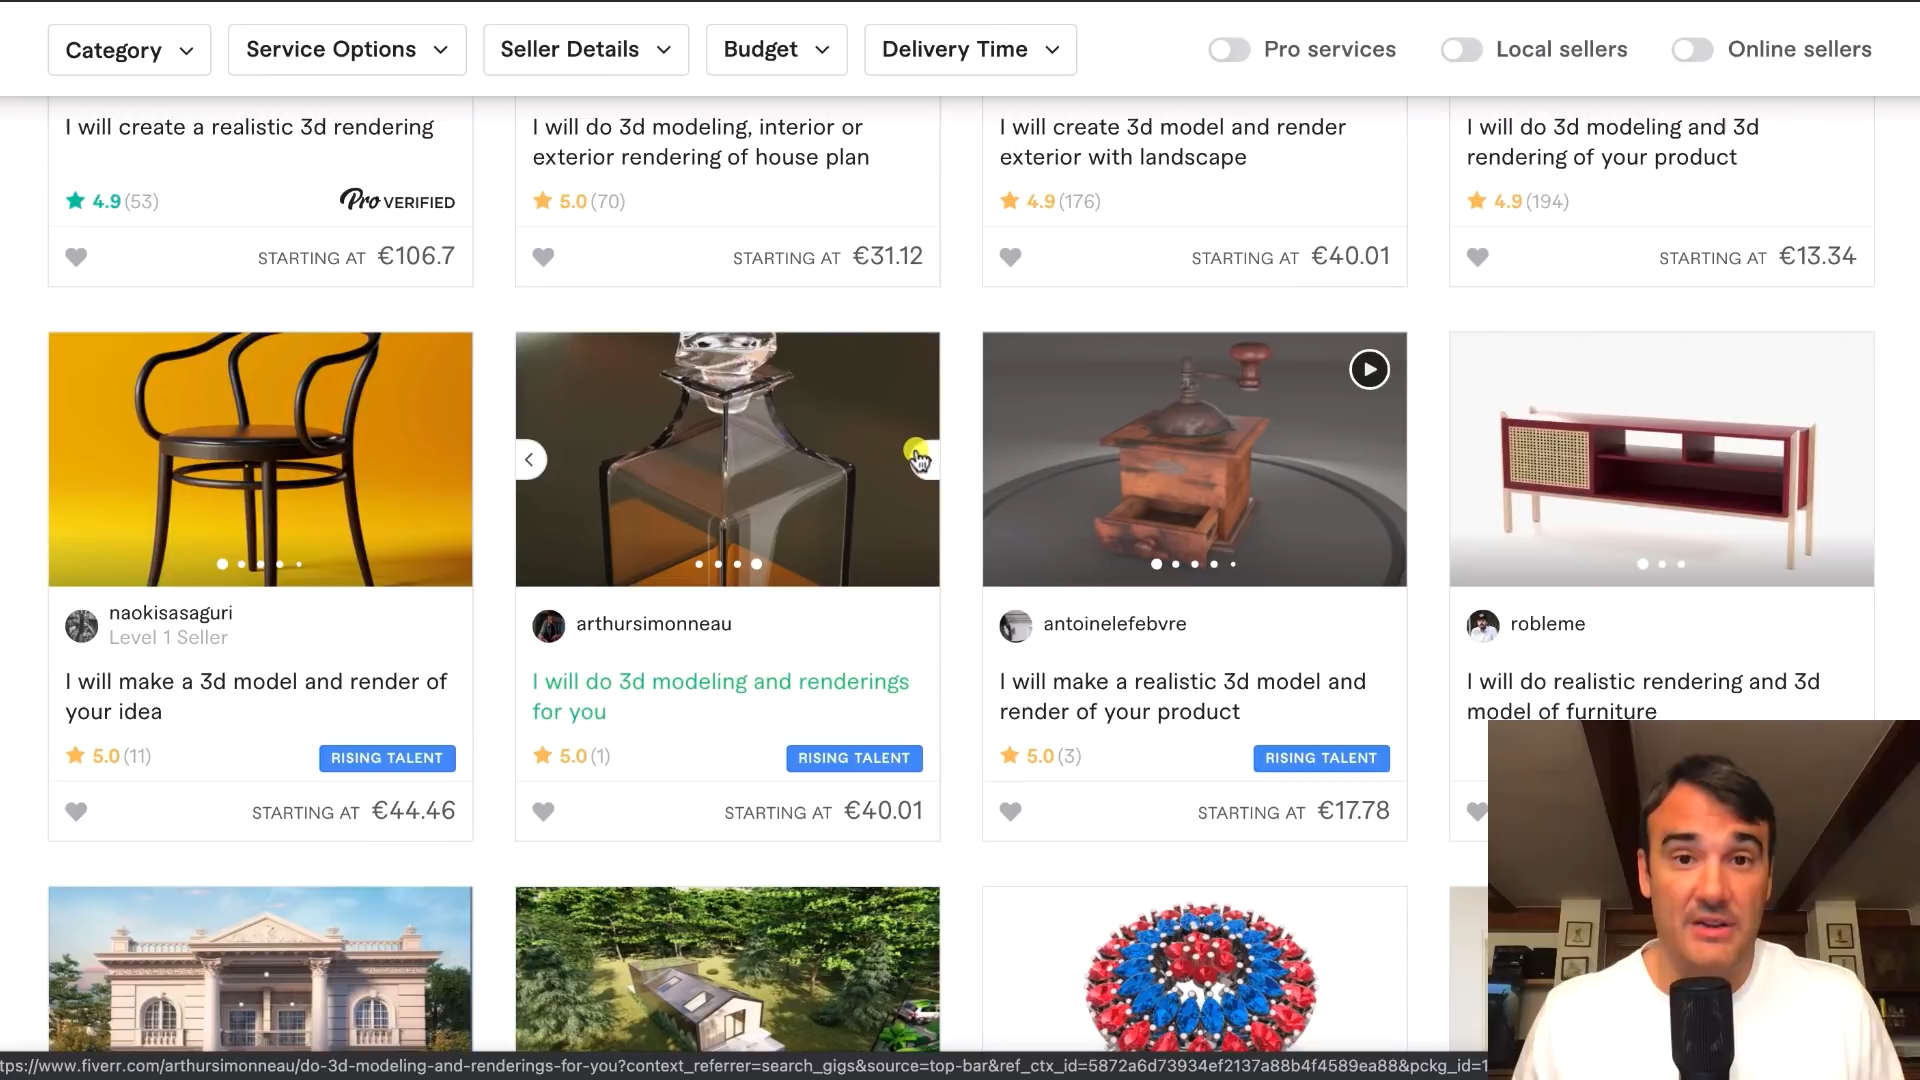 Category
Service Options
Seller Details
Budget
Delivery Time
Pro services
Local sellers
Online sellers
I will create a realistic 3d rendering
4.9 (53)
Pro VERIFIED
STARTING AT €106.7
I will do 3d modeling, interior or
exterior rendering of house plan
5.0 (70)
STARTING AT €31.12
I will create 3d model and render
exterior with landscape
4.9 (176)
STARTING AT €40.01
I will do 3d modeling and 3d
rendering of your product
4.9 (194)
STARTING AT €13.34
naokisasaguri
Level 1 Seller
I will make a 3d model and render of
your idea
5.0 (11)
RISING TALENT
STARTING AT €44.46
arthursimonneau
I will do 3d modeling and renderings
for you
5.0 (1)
RISING TALENT
STARTING AT €40.01
antoinelefebvre
I will make a realistic 3d model and
render of your product
5.0 (3)
RISING TALENT
STARTING AT €17.78
robleme
I will do realistic rendering and 3d
model of furniture
tps://www.fiverr.com/arthursimonneau/do-3d-modeling-and-renderings-for-you?context_referrer=search_gigs&source=top-bar&ref_ctx_id=5872a6d73934ef2137a88b4f4589ea88&pckg_id=1